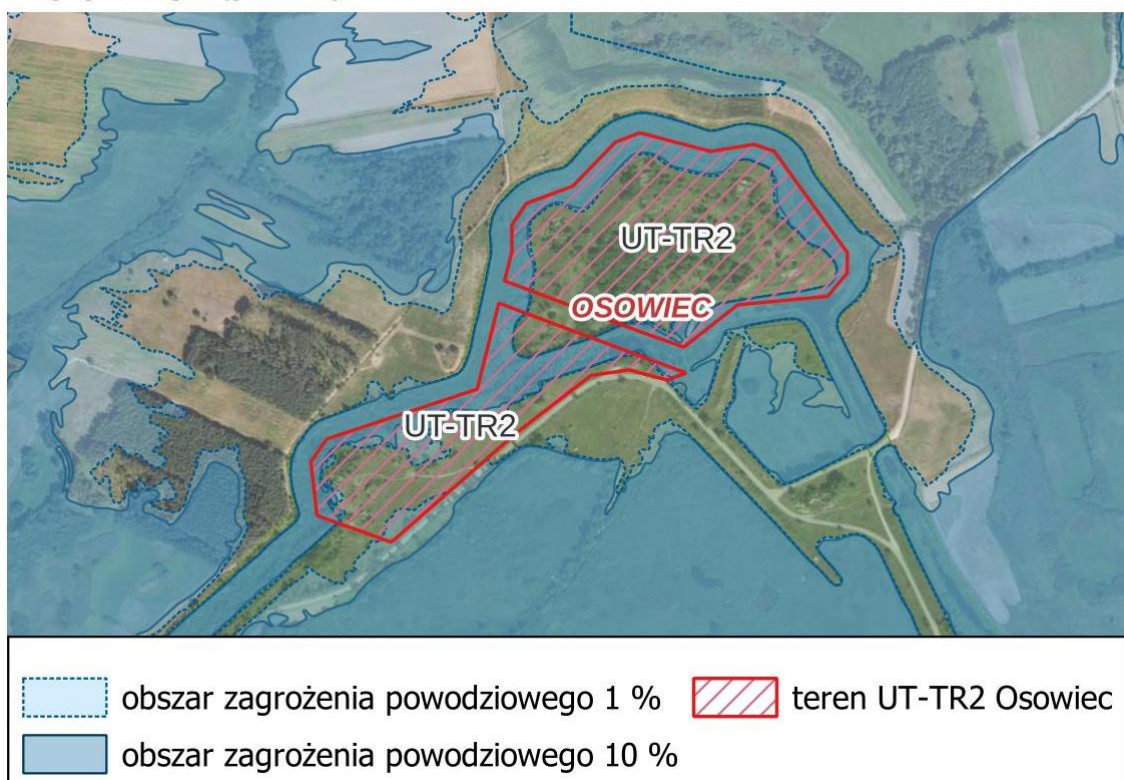 UT-TR2
OSOWIEC
UT-TR2
obszar zagrożenia powodziowego 1 %
teren UT-TR2 Osowiec
obszar zagrożenia powodziowego 10 %